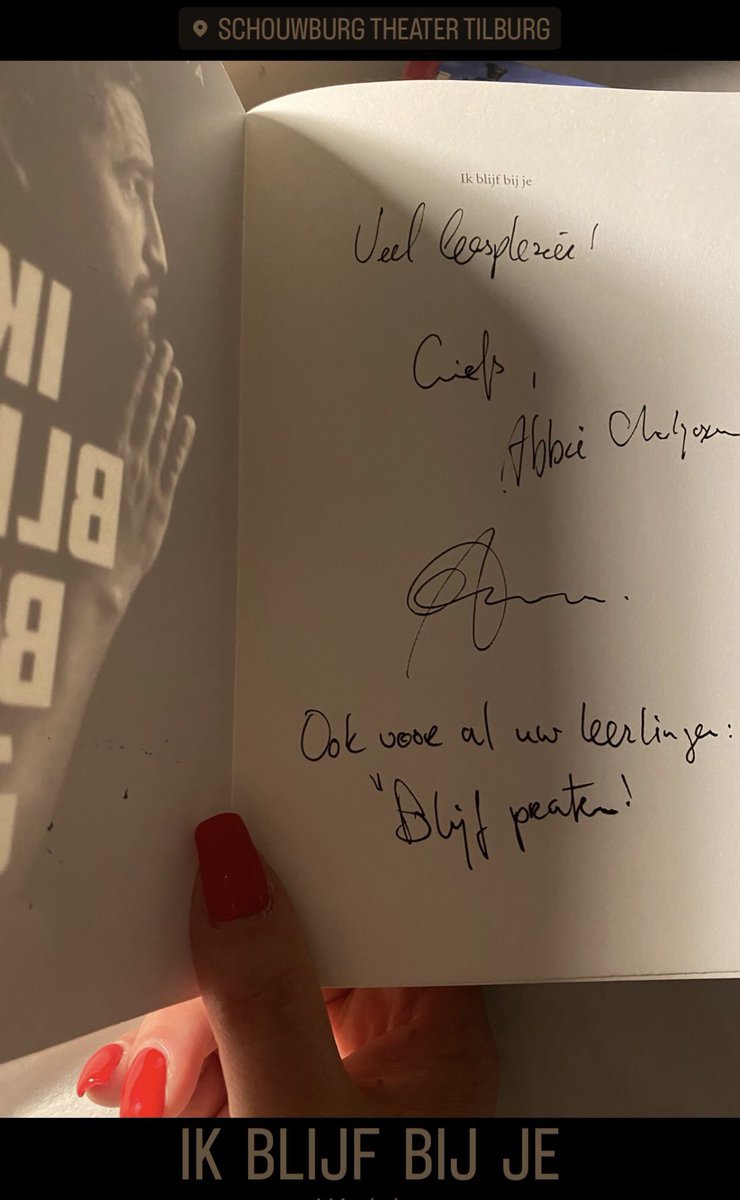 SCHOUWBURG THEATER TILBURG
IK
BLI
B
Ik blijf bij je
Veel leesplezier!
Liefs,
Abbie
Ook voor al uw leerlingen:
"Blijf praten!
IK BLIJF BIJ JE